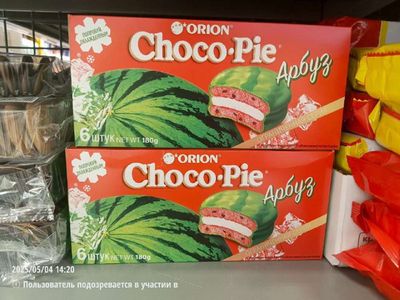 ORION
Choco·Pie®
Арбуз
6 штук NET WT 180g
ORION
Choco·Pie®
Арбуз
6 штук NET WT 180g
2025/05/04 14:20
Пользователь подозревается в участии в